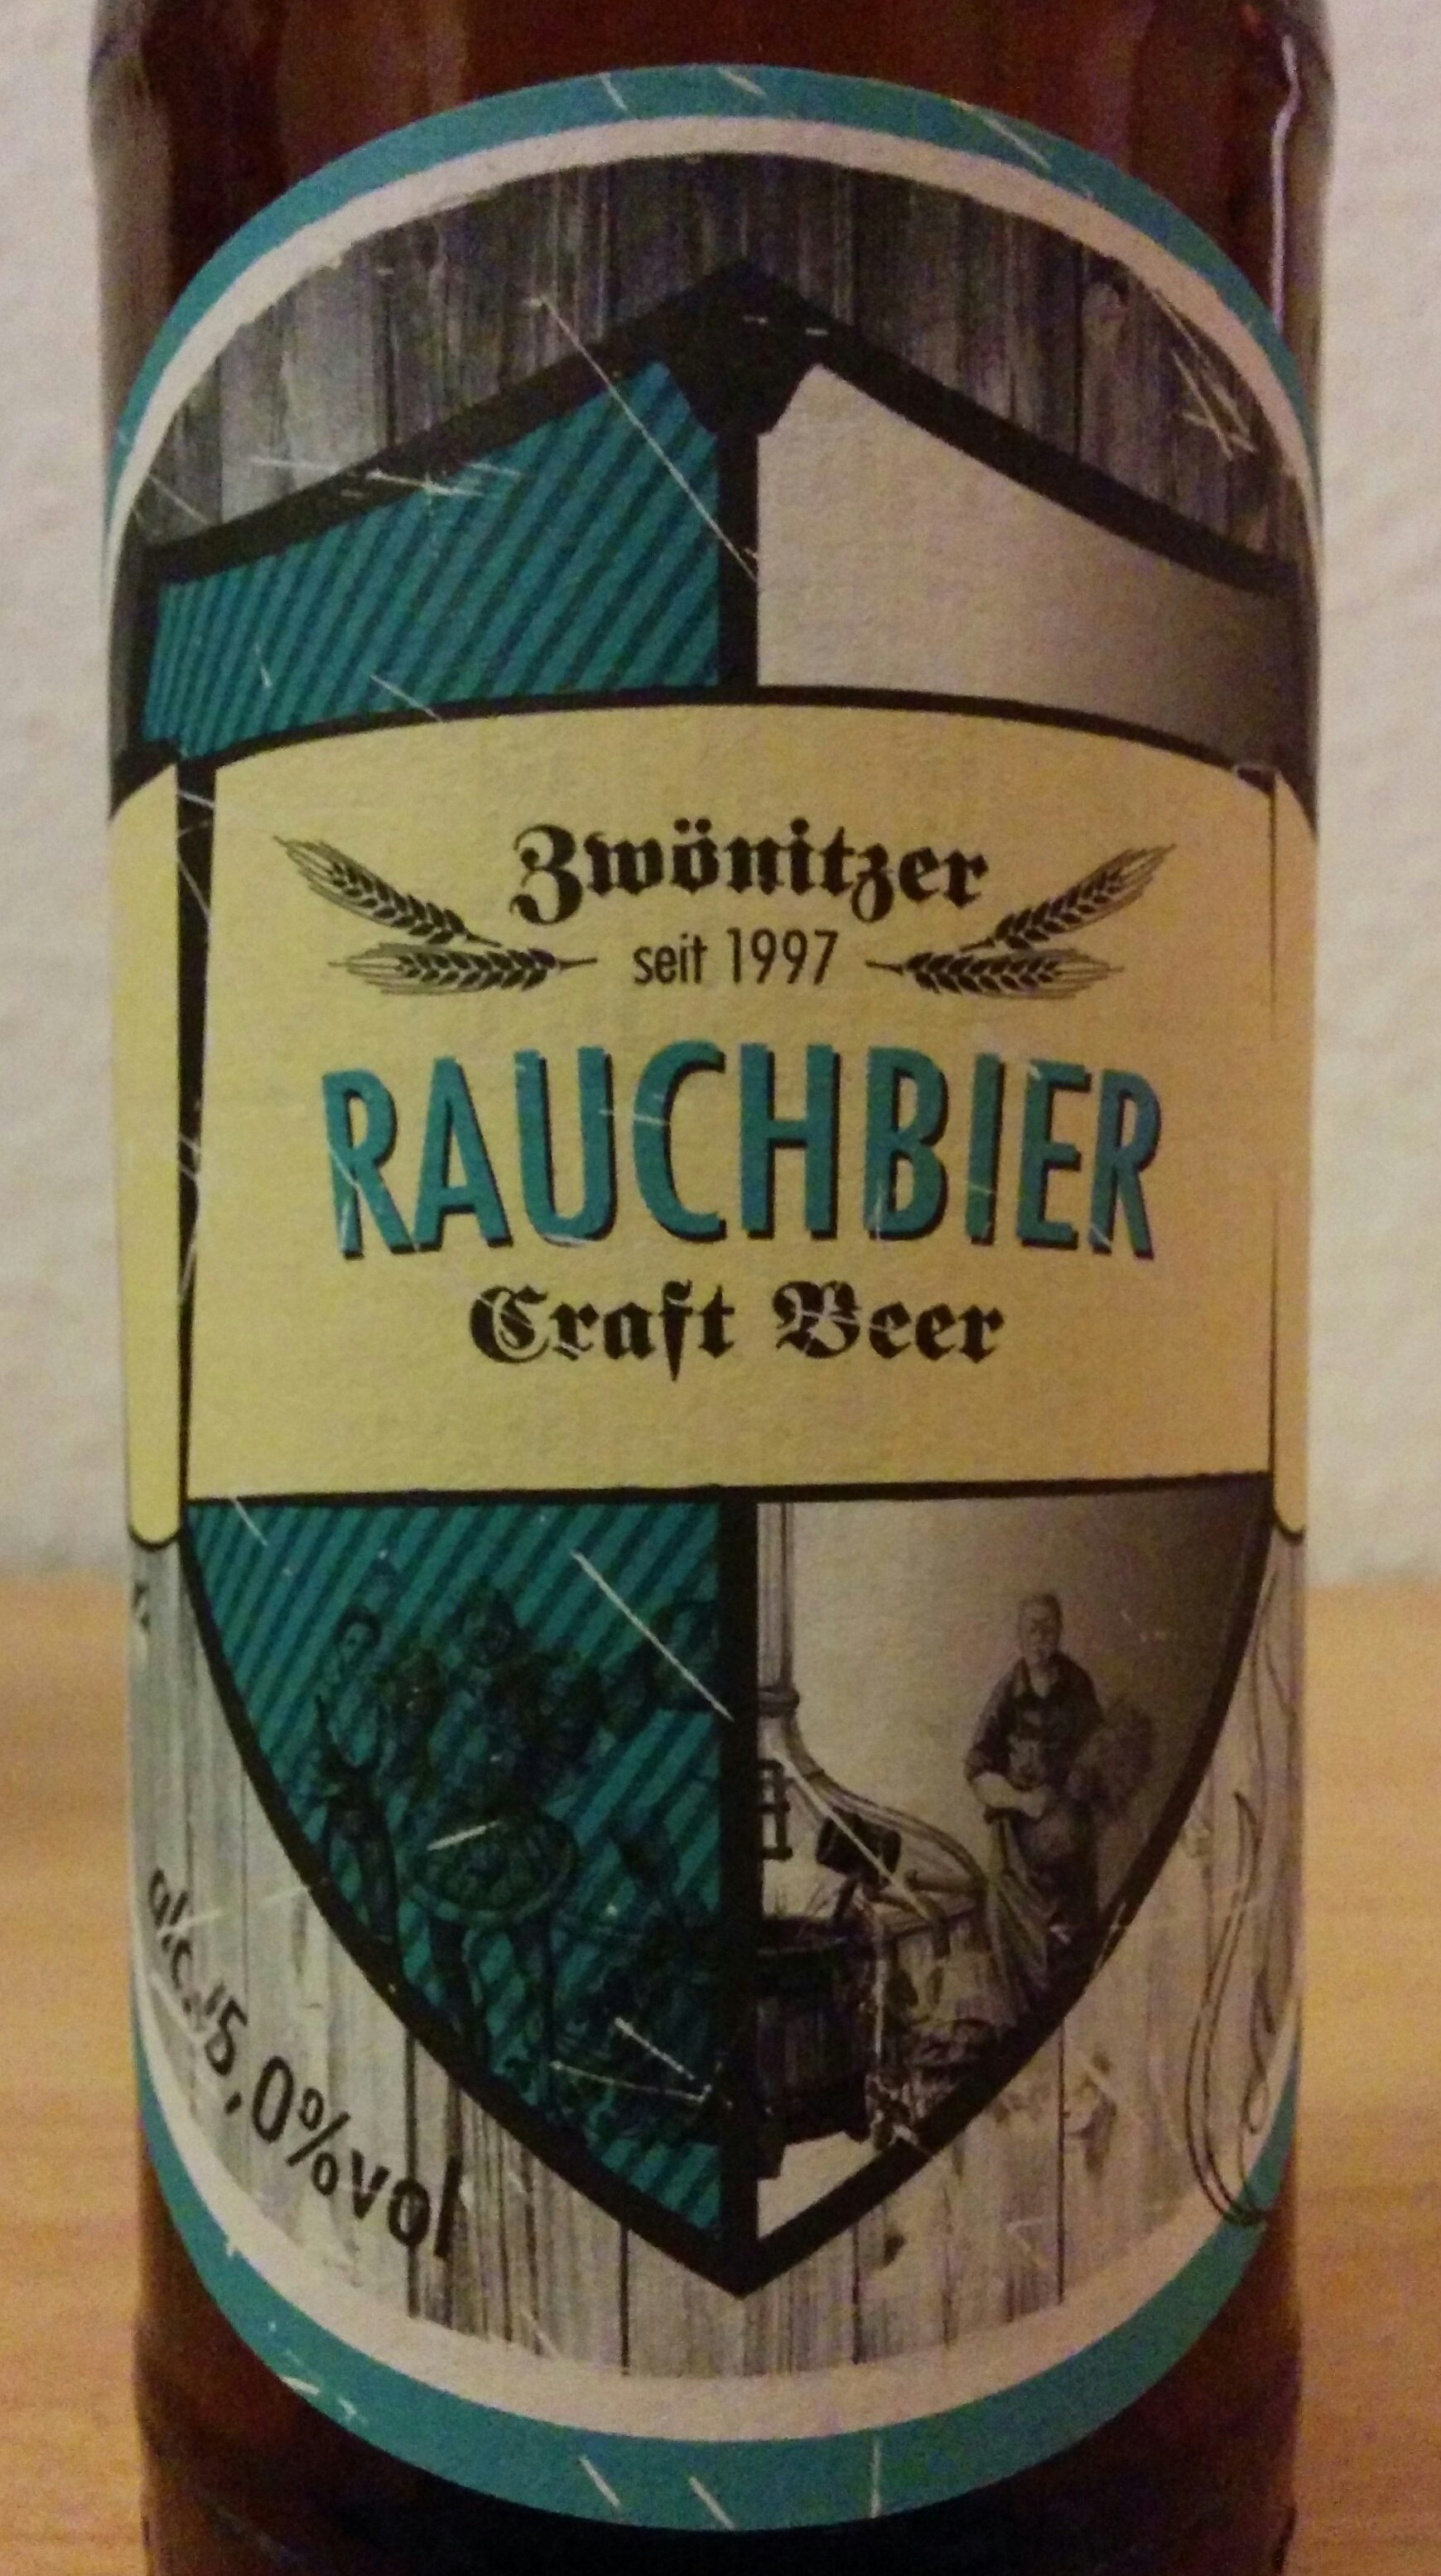 Zwönitzer
seit 1997
RAUCHBIER
Craft Beer
alc. 5,0%vol